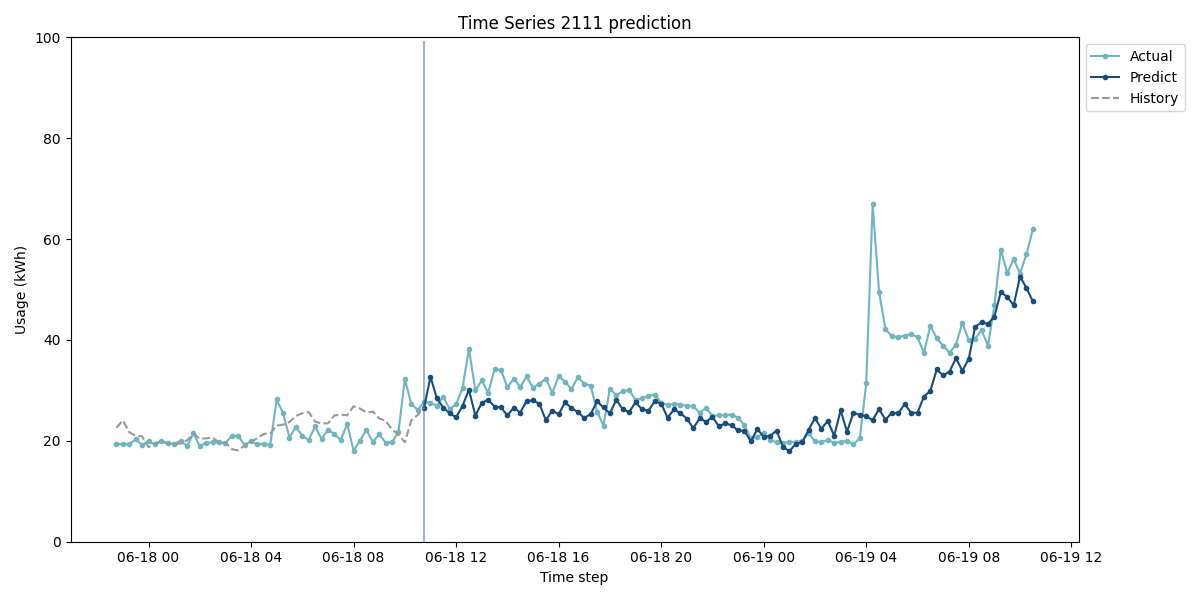 Time Series 2111 prediction
Usage (kWh)
100
80
60
40
20
0
06-18 00
06-18 04
06-18 08
06-18 12
06-18 16
06-18 20
06-19 00
06-19 04
06-19 08
06-19 12
Time step
Actual
Predict
History